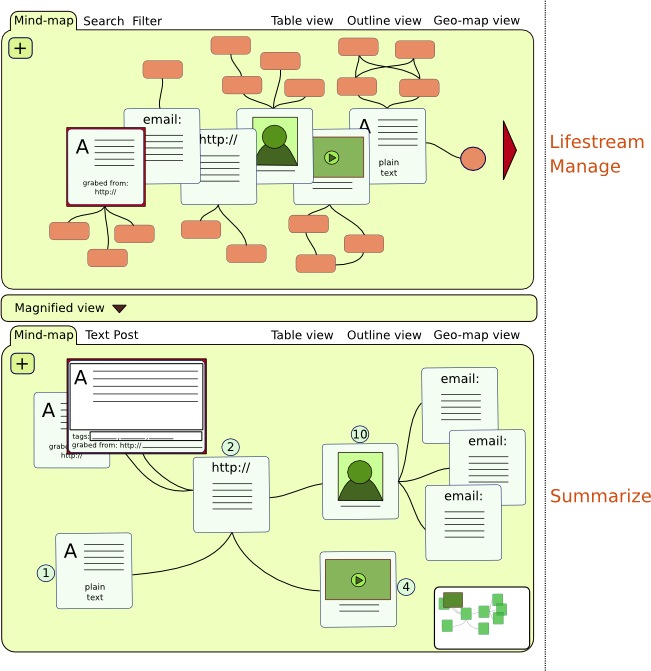 Mind-map Search Filter Table view Outline view Geo-map view
+
email:
http://
A
A
grabed from:
http://
plain
text
Lifestream
Manage
Magnified view
Mind-map Text Post Table view Outline view Geo-map view
+
email:
A
A
tags:
grabed from: http://
grabe
http://
2
http://
10
email:
email:
Summarize
A
plain
text
1
4